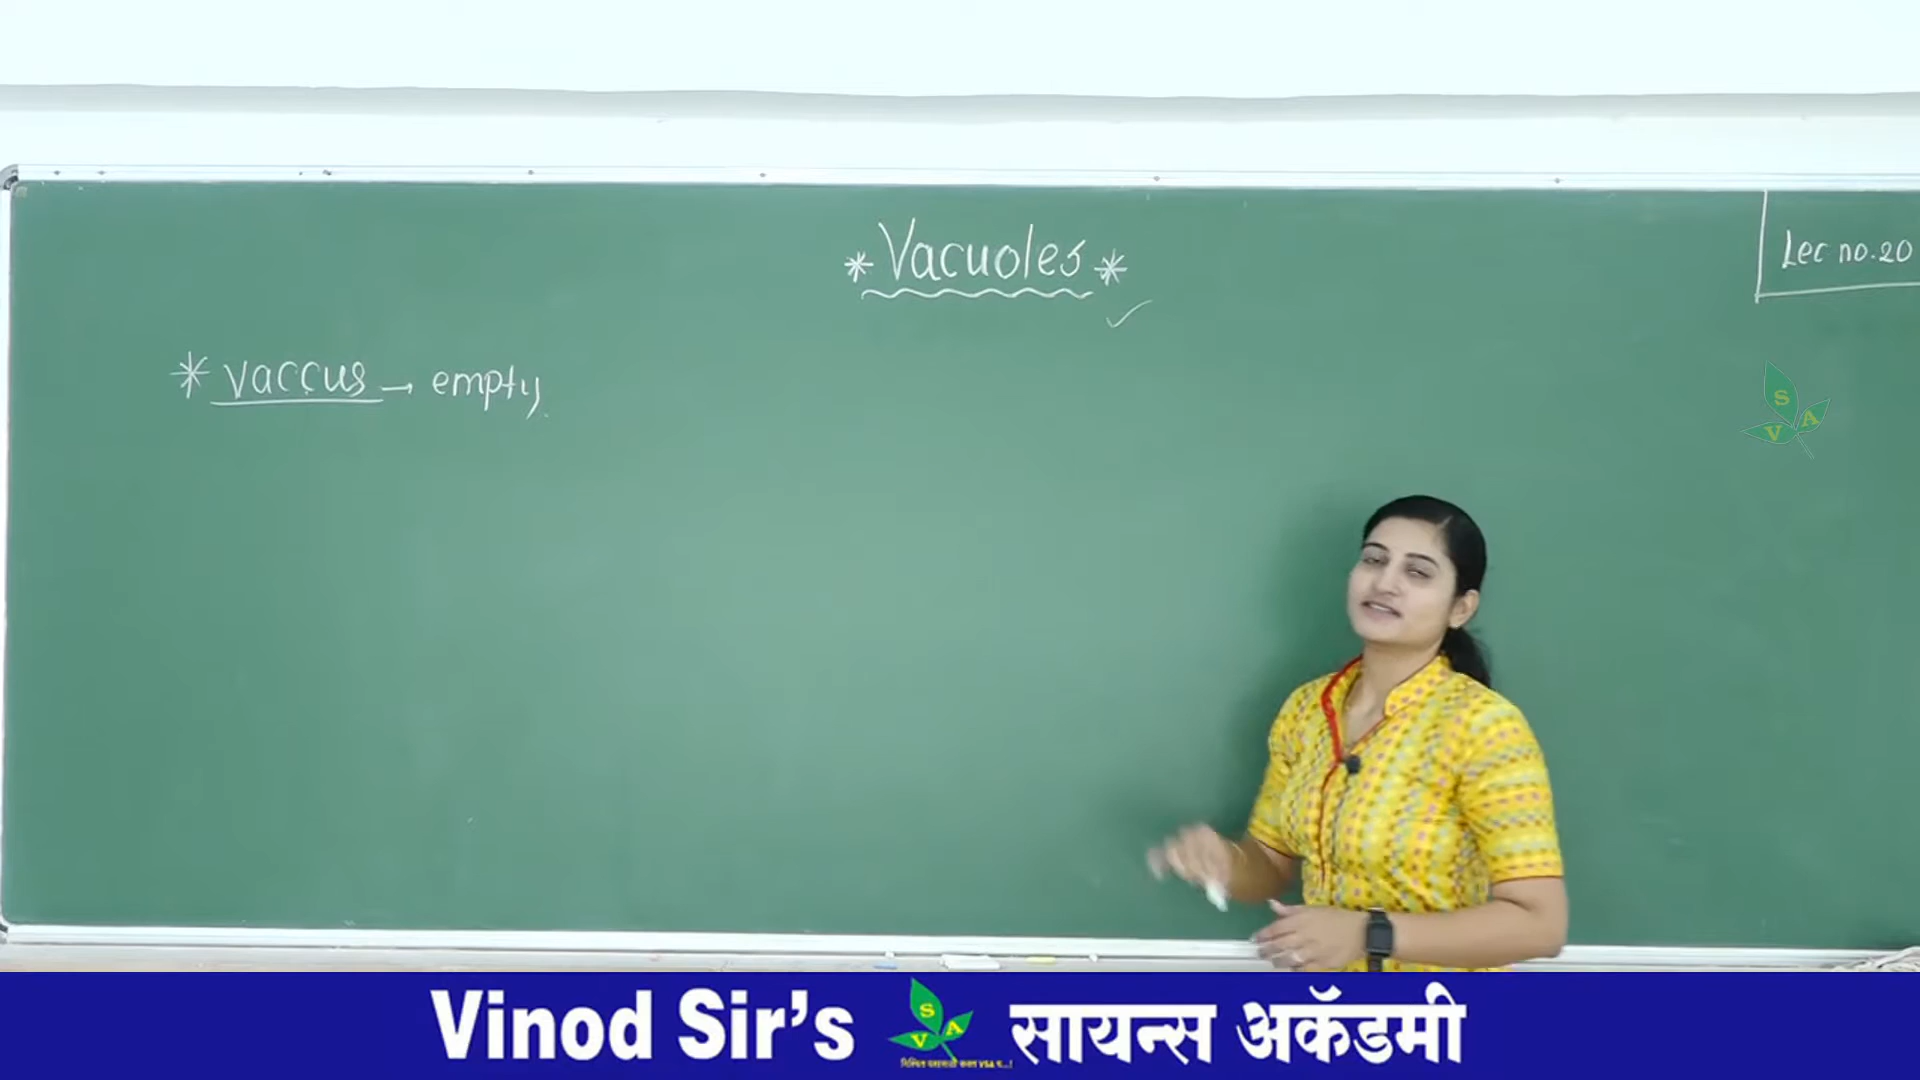 * Vacuoles *
Lec no. 20
* vaccus → empty.
S
V A
Vinod Sir's
S
V A
सायन्स अकॅडमी